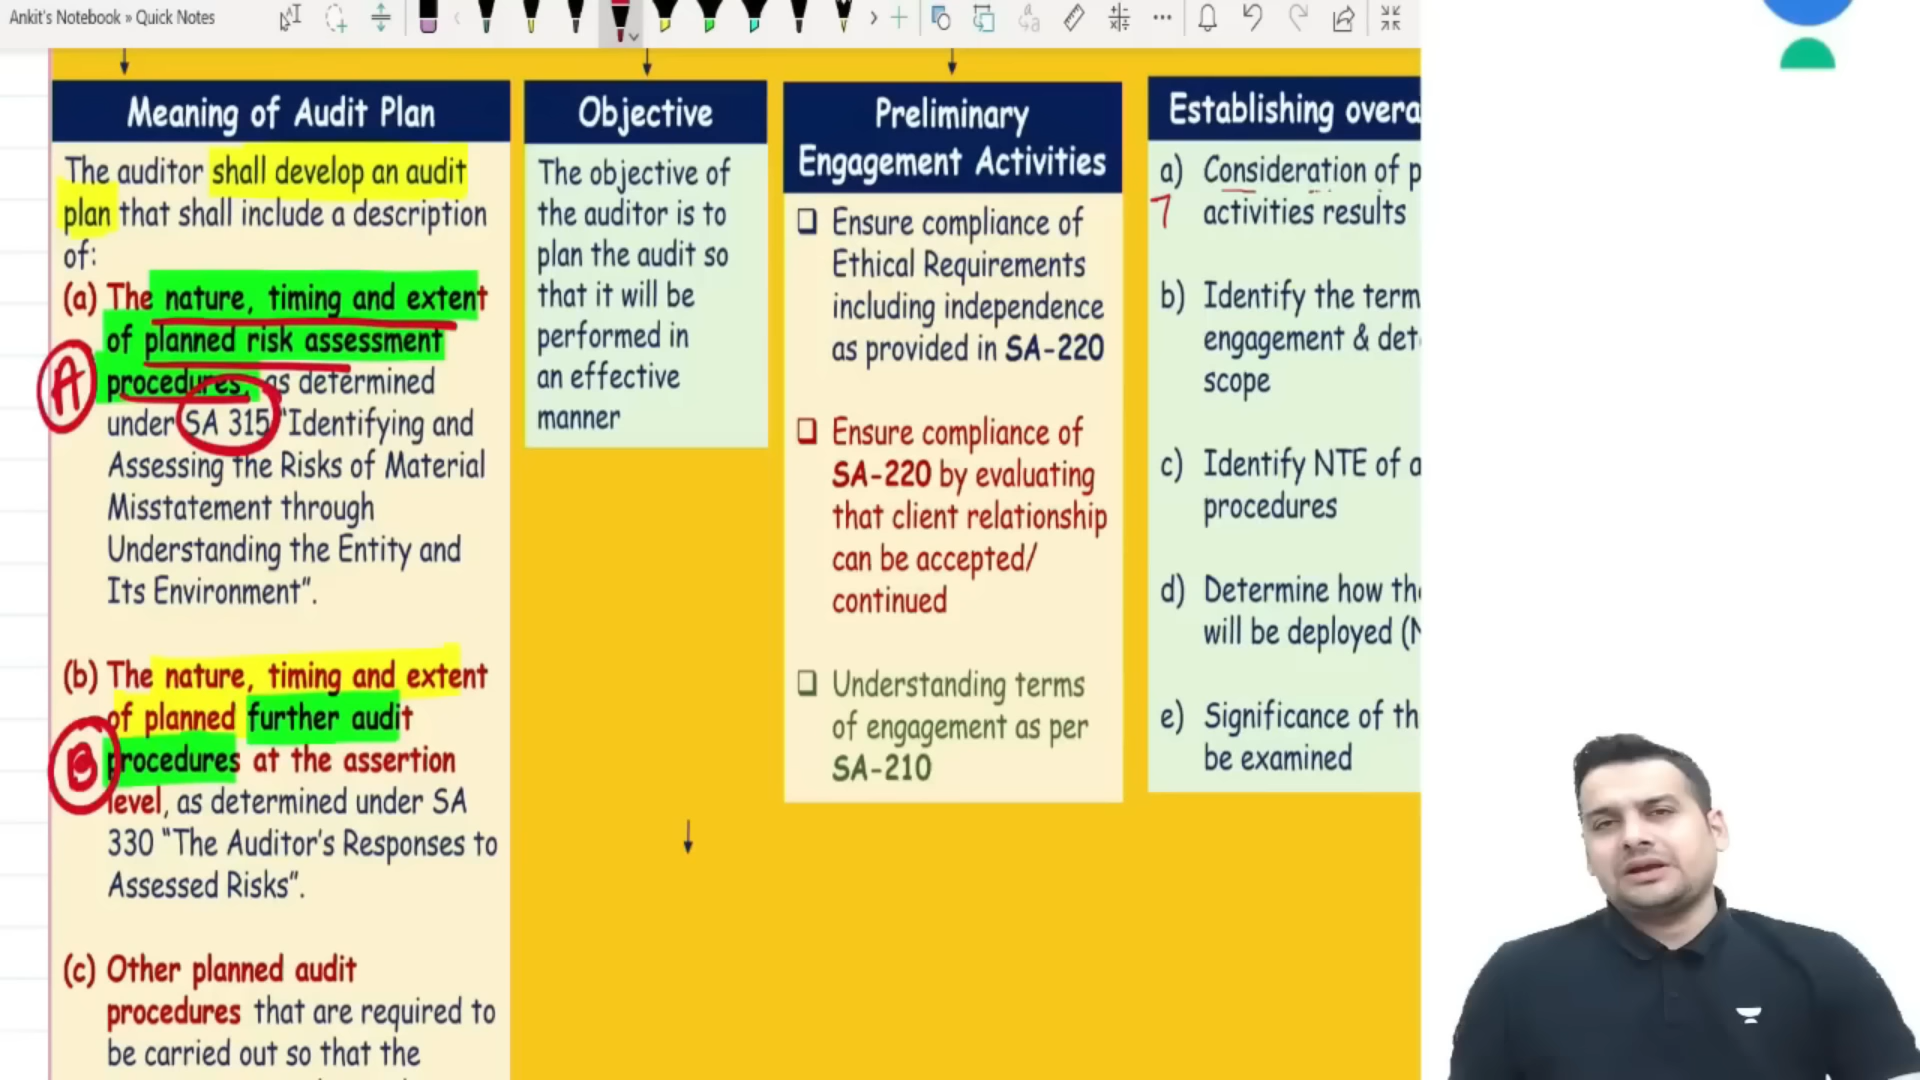 Ankit's Notebook » Quick Notes
Meaning of Audit Plan
The auditor shall develop an audit
plan that shall include a description
of:
(a) The nature, timing and extent
of planned risk assessment
procedures, as determined
under SA 315 "Identifying and
Assessing the Risks of Material
Misstatement through
Understanding the Entity and
Its Environment".
A
(b) The nature, timing and extent
of planned further audit
procedures at the assertion
level, as determined under SA
330 "The Auditor's Responses to
Assessed Risks".
B
(c) Other planned audit
procedures that are required to
be carried out so that the
Objective
The objective of
the auditor is to
plan the audit so
that it will be
performed in
an effective
manner
Preliminary
Engagement Activities
Ensure compliance of
Ethical Requirements
including independence
as provided in SA-220
Ensure compliance of
SA-220 by evaluating
that client relationship
can be accepted/
continued
Understanding terms
of engagement as per
SA-210
Establishing overa
a) Consideration of p
activities results
b) Identify the term
engagement & det
scope
c) Identify NTE of a
procedures
d) Determine how th
will be deployed (N
e) Significance of th
be examined